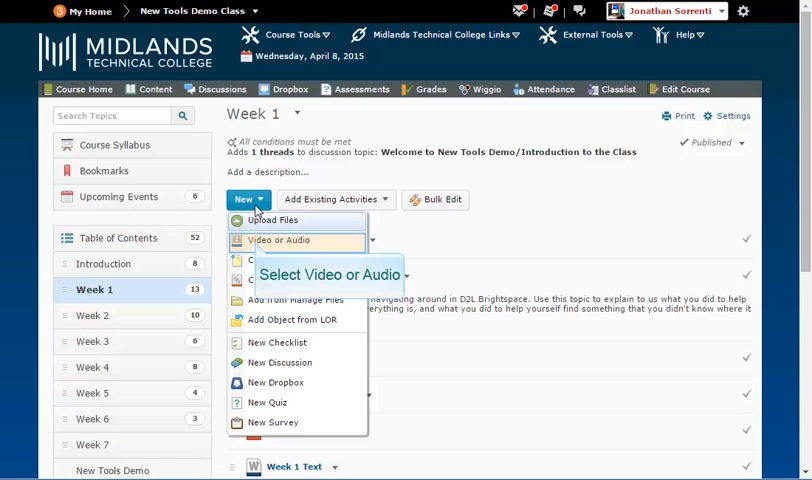 My Home
New Tools Demo Class
Jonathan Sorrenti
MIDLANDS
TECHNICAL COLLEGE
Course Tools
Midlands Technical College Links
External Tools
Help
Wednesday, April 8, 2015
Course Home
Content
Discussions
Dropbox
Assessments
Grades
Wiggio
Attendance
Classlist
Edit Course
Search Topics
Course Syllabus
Bookmarks
Upcoming Events 6
Table of Contents 52
Introduction 3
Week 1 13
Week 2 10
Week 3 6
Week 4 8
Week 5 4
Week 6 3
Week 7
New Tools Demo
Week 1
Print
Settings
All conditions must be met
Published
Adds 1 threads to discussion topic: Welcome to New Tools Demo/Introduction to the Class
Add a description...
New
Add Existing Activities
Bulk Edit
Upload Files
Video or Audio
C
Select Video or Audio
C
Add from Manage Files
navigating around in D2L Brightspace. Use this topic to explain to us what you did to help
everything is, and what you did to help yourself find something that you didn't know where it
Add Object from LOR
New Checklist
New Discussion
New Dropbox
New Quiz
New Survey
Week 1 Text